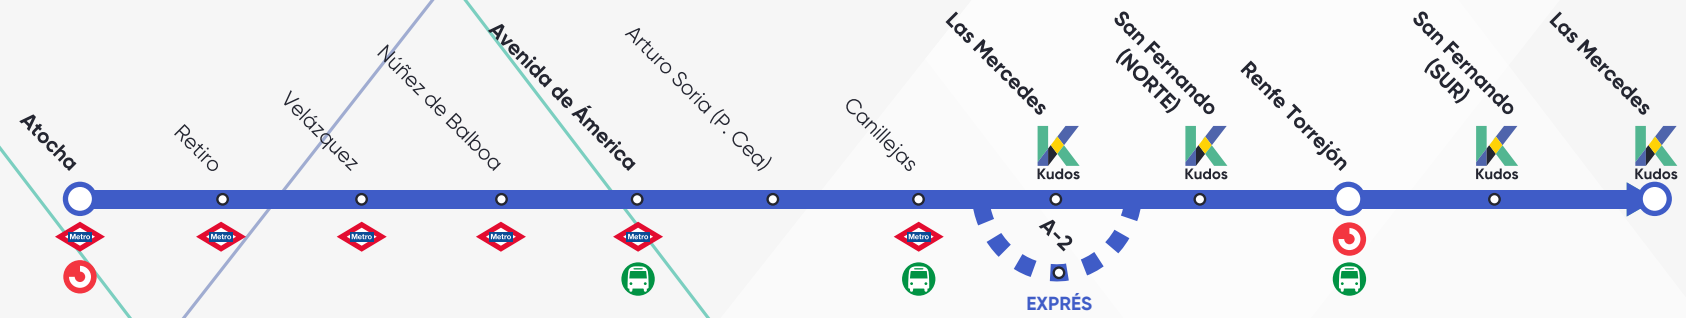 Atocha
Retiro
Velázquez
Núñez de Balboa
Avenida de Ámerica
Arturo Soria (P. Cea)
Canillejas
Las Mercedes
San Fernando
(NORTE)
Renfe Torrejón
San Fernando
(SUR)
Las Mercedes
Kudos
Kudos
Kudos
Kudos
Metro
Metro
Metro
Metro
Metro
Metro
A-2
EXPRÉS